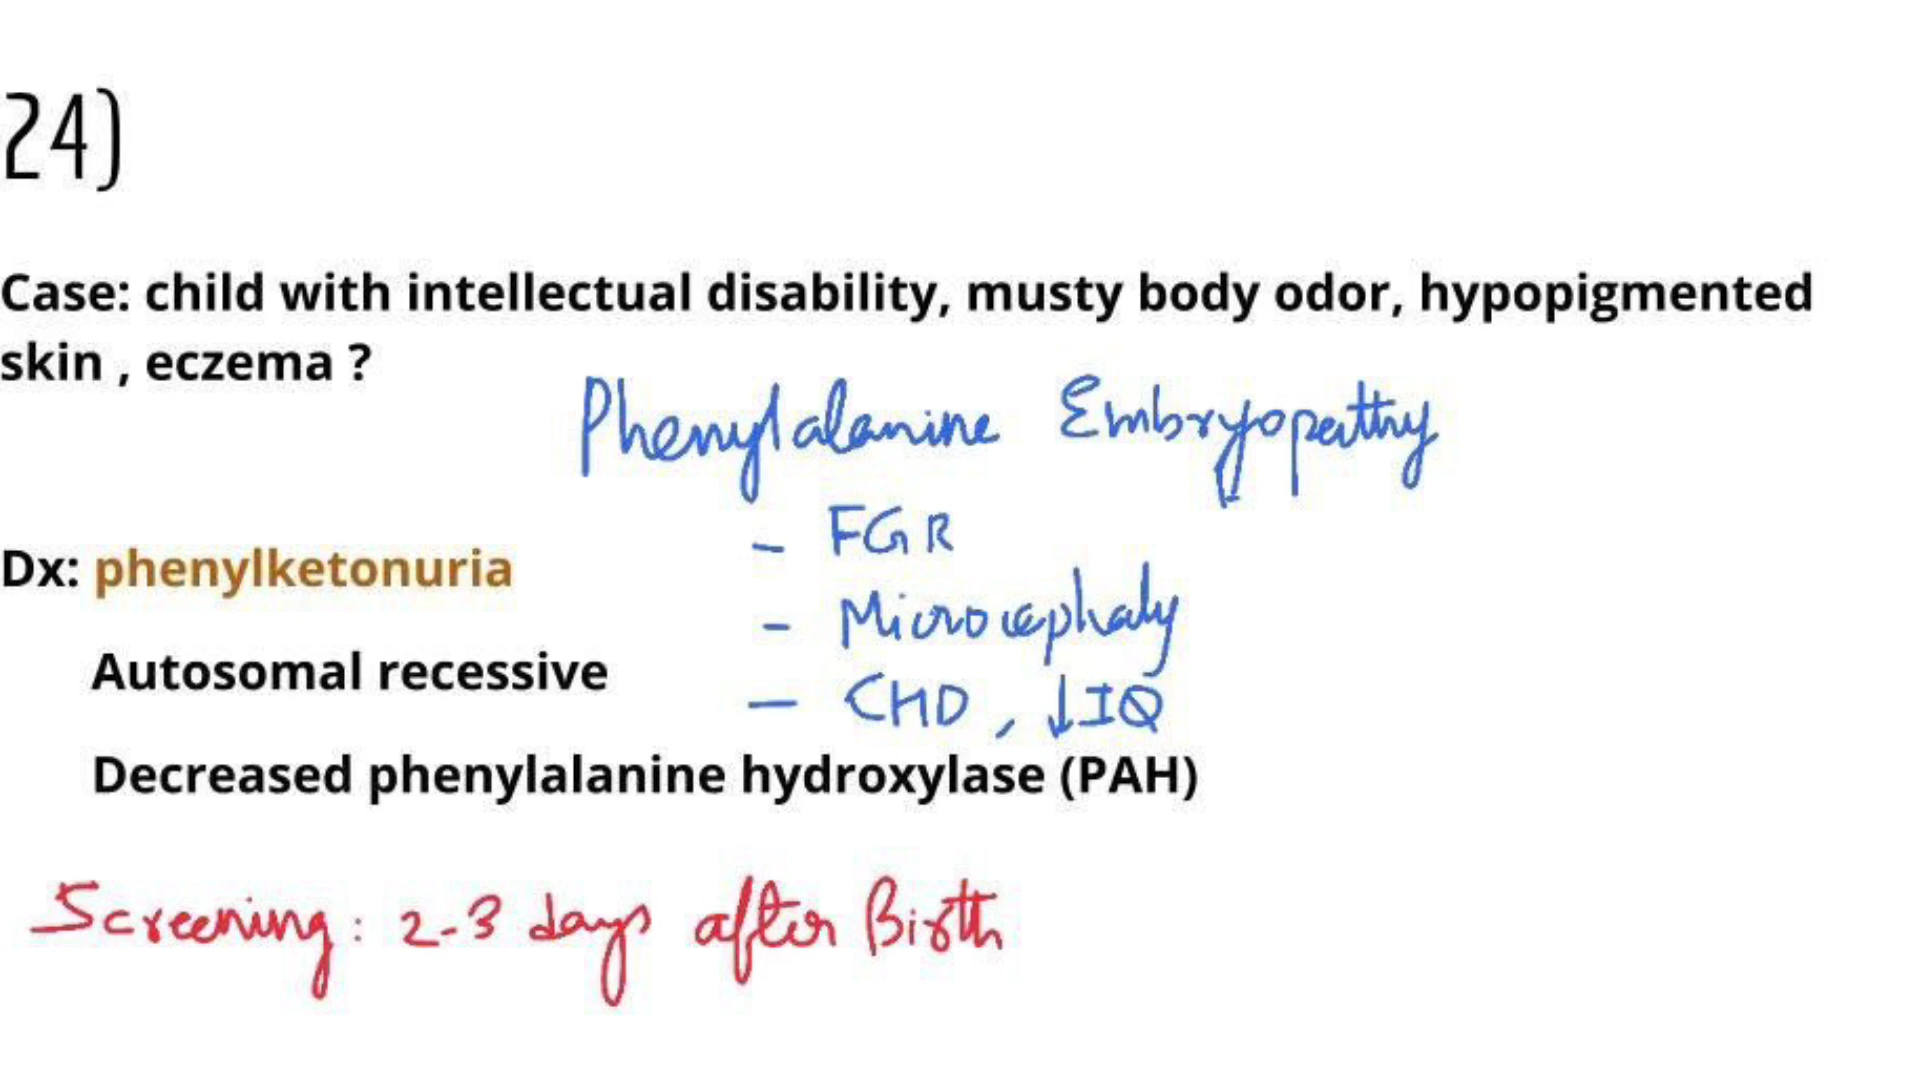 24)
Case: child with intellectual disability, musty body odor, hypopigmented
skin , eczema ?
Phenylalanine Embryopathy
- FGR
Dx: phenylketonuria
- Microcephaly
Autosomal recessive
- CHD, ↓IQ
Decreased phenylalanine hydroxylase (PAH)
Screening: 2-3 days after Birth